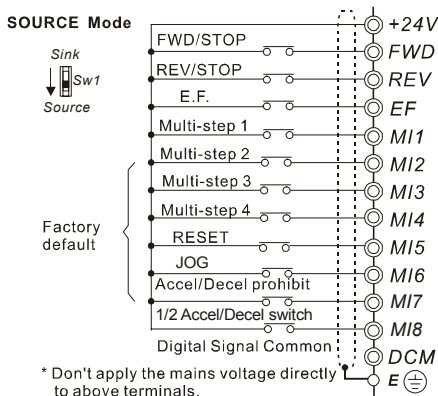 SOURCE Mode
+24V
FWD/STOP
FWD
Sink
Sw1
Source
REV/STOP
REV
E.F.
EF
Multi-step 1
MI1
Multi-step 2
MI2
Multi-step 3
MI3
Multi-step 4
MI4
Factory
default
RESET
MI5
JOG
MI6
Accel/Decel prohibit
MI7
1/2 Accel/Decel switch
MI8
Digital Signal Common
DCM
* Don't apply the mains voltage directly
to above terminals.
E